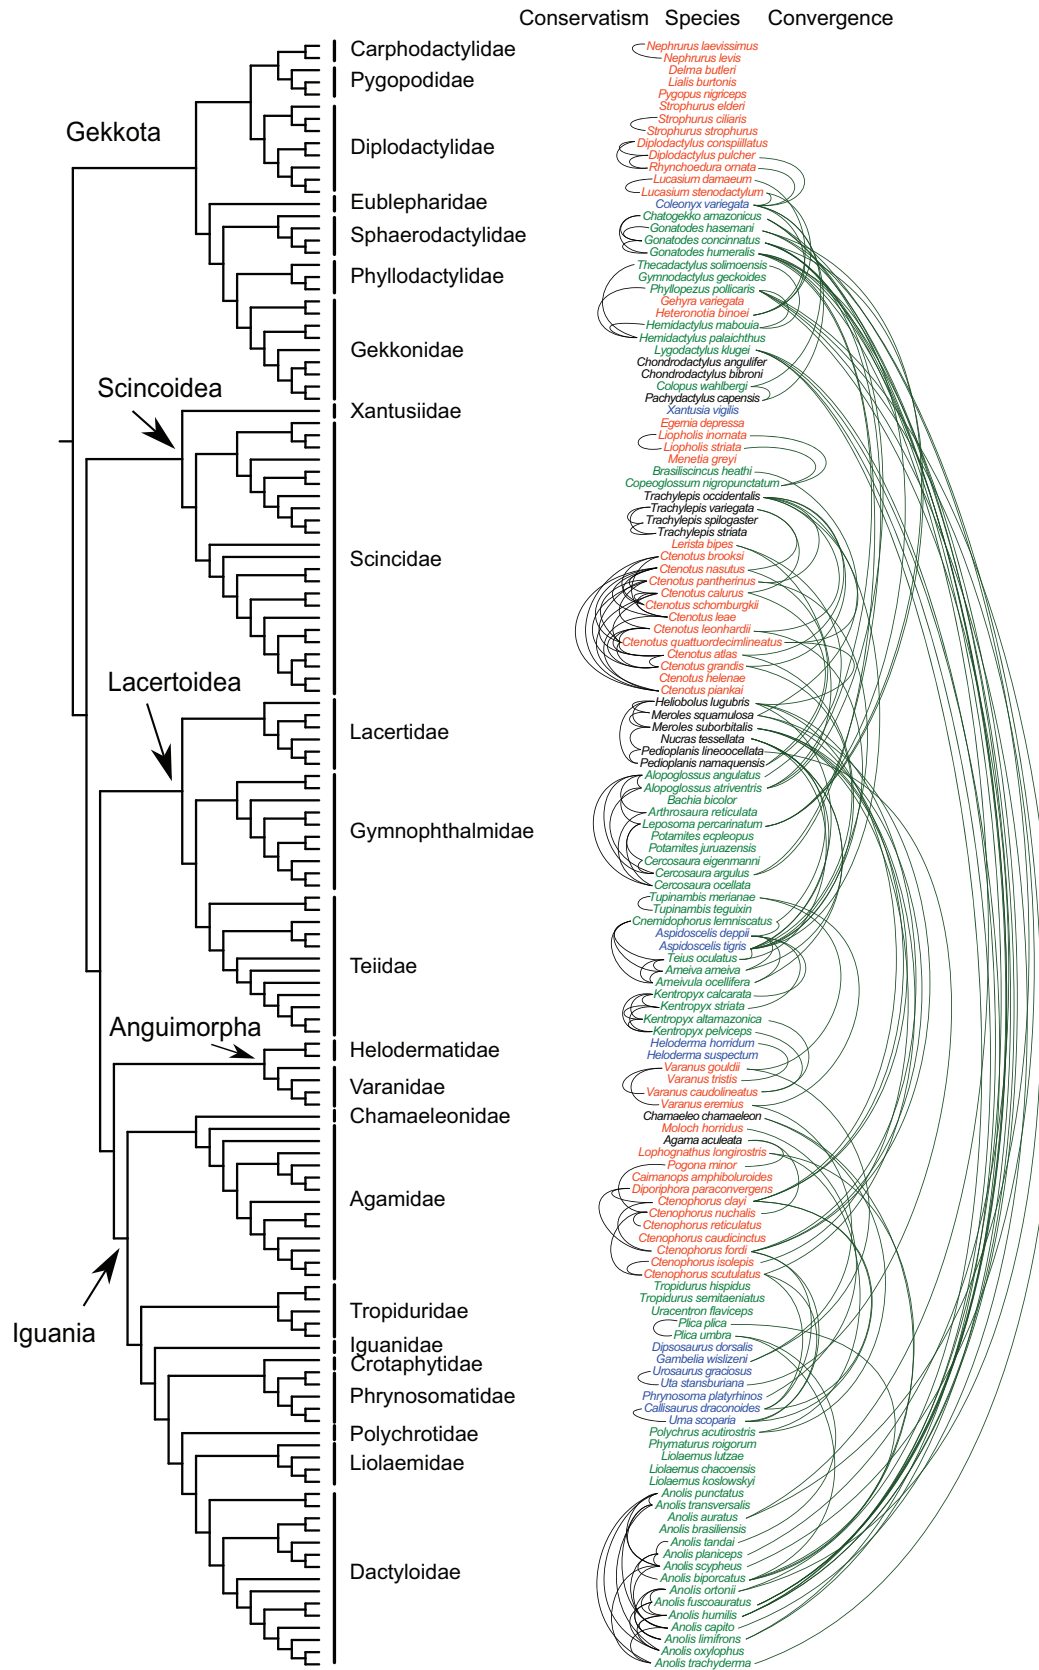 Conservatism Species Convergence
Gekkota
Scincoidea
Lacertoidea
Anguimorpha
Iguania
Carphodactylidae
Pygopodidae
Diplodactylidae
Eublepharidae
Sphaerodactylidae
Phyllodactylidae
Gekkonidae
Xantusiidae
Scincidae
Lacertidae
Gymnophthalmidae
Teiidae
Helodermatidae
Varanidae
Chamaeleonidae
Agamidae
Tropiduridae
Iguanidae
Crotaphytidae
Phrynosomatidae
Polychrotidae
Liolaemidae
Dactyloidae
Nephrurus laevissimus
Nephrurus levis
Delma butleri
Lialis burtonis
Pygopus nigriceps
Strophurus elderi
Strophurus ciliaris
Strophurus strophurus
Diplodactylus conspillatus
Diplodactylus pulcher
Rhynchoedura ornata
Lucasium damaeum
Lucasium stenodactylum
Coleonyx variegata
Chatogekko amazonicus
Gonatodes hasemani
Gonatodes concinnatus
Gonatodes humeralis
Thecadactylus solimoensis
Gymnodactylus geckoides
Phyllopezus pollicaris
Gehyra variegata
Heteronotia binoei
Hemidactylus mabouia
Hemidactylus palaichthus
Lygodactylus klugei
Chondrodactylus angulifer
Chondrodactylus bibroni
Colopus wahlbergi
Pachydactylus capensis
Xantusia vigilis
Egernia depressa
Liopholis inornata
Liopholis striata
Menetia greyi
Brasiliscincus heathi
Copeoglossum nigropunctatum
Trachylepis occidentalis
Trachylepis variegata
Trachylepis spilogaster
Trachylepis striata
Lerista bipes
Ctenotus brooksi
Ctenotus nasutus
Ctenotus pantherinus
Ctenotus calurus
Ctenotus schomburgkii
Ctenotus leae
Ctenotus leonhardii
Ctenotus quattuordecimlineatus
Ctenotus atlas
Ctenotus grandis
Ctenotus helenae
Ctenotus piankai
Heliobolus lugubris
Meroles squamulosa
Meroles suborbitalis
Nucras tessellata
Pedioplanis lineoocellata
Pedioplanis namaquensis
Alopoglossus angulatus
Alopoglossus atriventris
Bachia bicolor
Arthrosaura reticulata
Leposoma percarinatum
Potamites ecpleopus
Potamites juruazensis
Cercosaura eigenmanni
Cercosaura argulus
Cercosaura ocellata
Tupinambis merianae
Tupinambis teguixin
Cnemidophorus lemniscatus
Aspidoscelis deppii
Aspidoscelis tigris
Teius oculatus
Ameiva ameiva
Ameivula ocellifera
Kentropyx calcarata
Kentropyx striata
Kentropyx altamazonica
Kentropyx pelviceps
Heloderma horridum
Heloderma suspectum
Varanus gouldii
Varanus tristis
Varanus caudolineatus
Varanus eremius
Chamaeleo chamaeleon
Moloch horridus
Agama aculeata
Lophognathus longirostris
Pogona minor
Caimanops amphiboluroides
Diporiphora paraconvergens
Ctenophorus clayi
Ctenophorus nuchalis
Ctenophorus reticulatus
Ctenophorus caudicinctus
Ctenophorus fordi
Ctenophorus isolepis
Ctenophorus scutulatus
Tropidurus hispidus
Tropidurus semitaeniatus
Uracentron flaviceps
Plica plica
Plica umbra
Dipsosaurus dorsalis
Gambelia wislizeni
Urosaurus graciosus
Uta stansburiana
Phrynosoma platyrhinos
Callisaurus draconoides
Uma scoparia
Polychrus acutirostris
Phymaturus roigorum
Liolaemus lutzae
Liolaemus chacoensis
Liolaemus koslowskyi
Anolis punctatus
Anolis transversalis
Anolis auratus
Anolis brasiliensis
Anolis tandai
Anolis planiceps
Anolis scypheus
Anolis biporcatus
Anolis ortonii
Anolis fuscoauratus
Anolis humilis
Anolis capito
Anolis limifrons
Anolis oxylophus
Anolis trachyderma